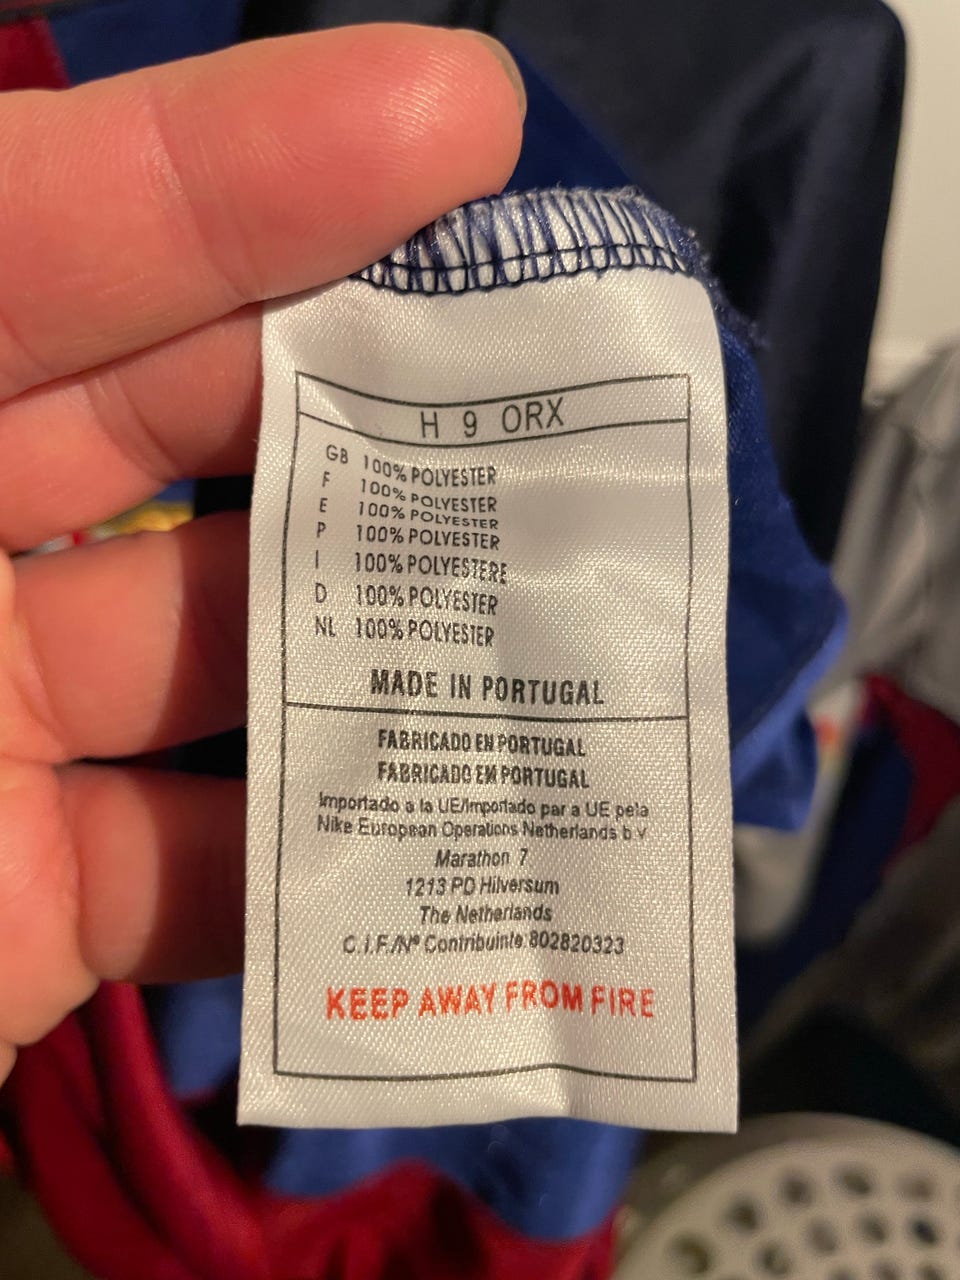 H 9 ORX
GB 100% POLYESTER
F 100% POLYESTER
E 100% POLYESTER
P 100% POLYESTER
I 100% POLYESTERE
D 100% POLYESTER
NL 100% POLYESTER
MADE IN PORTUGAL
FABRICADO EN PORTUGAL
FABRICADO EM PORTUGAL
Importado a la UE/Importado par a UE pela
Nike European Operations Netherlands b v
Marathon 7
1213 PD Hilversum
The Netherlands
C.I.F./Nº Contribuinte 802820323
KEEP AWAY FROM FIRE